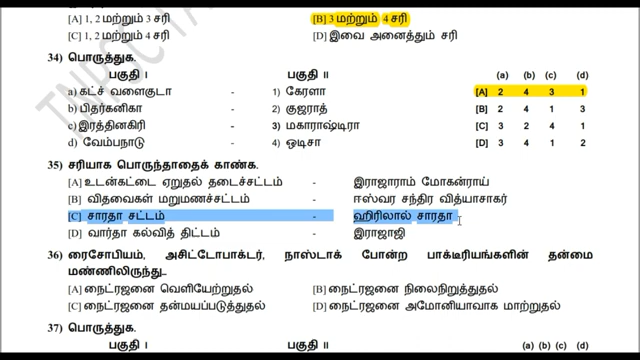 [A] 1, 2 மற்றும் 3 சரி [B] 3 மற்றும் 4 சரி
[C] 1, 2 மற்றும் 4 சரி [D] இவை அனைத்தும் சரி
34) பொருத்துக.
பகுதி I பகுதி II (a) (b) (c) (d)
a) கட்ச் வளைகுடா - 1) கேரளா [A] 2 4 3 1
b) பிதர்கனிகா - 2) குஜராத் [B] 2 4 1 3
c) இரத்தினகிரி - 3) மகாராஷ்டிரா [C] 3 2 4 1
d) வேம்பநாடு - 4) ஒடிசா [D] 3 4 1 2
35) சரியாக பொருந்தாதைக் காண்க.
[A] உடன்கட்டை ஏறுதல் தடைச்சட்டம் - இராஜாராம் மோகன்ராய்
[B] விதவைகள் மறுமணச்சட்டம் - ஈஸ்வர சந்திர வித்யாசாகர்
[C] சாரதா சட்டம் - ஹிரிலால் சாரதா
[D] வார்தா கல்வித் திட்டம் - இராஜாஜி
36) ரைசோபியம், அசிட்டோபாக்டர், நாஸ்டாக் போன்ற பாக்டீரியங்களின் தன்மை
மண்ணிலிருந்து..
[A] நைட்ரஜனை வெளியேற்றுதல் [B] நைட்ரஜனை நிலைநிறுத்துதல்
[C] நைட்ரஜனை தன்மயப்படுத்துதல் [D] நைட்ரஜனை அமோனியாவாக மாற்றுதல்
37) பொருத்துக.
பகுதி I பகுதி II (a) (b) (c) (d)